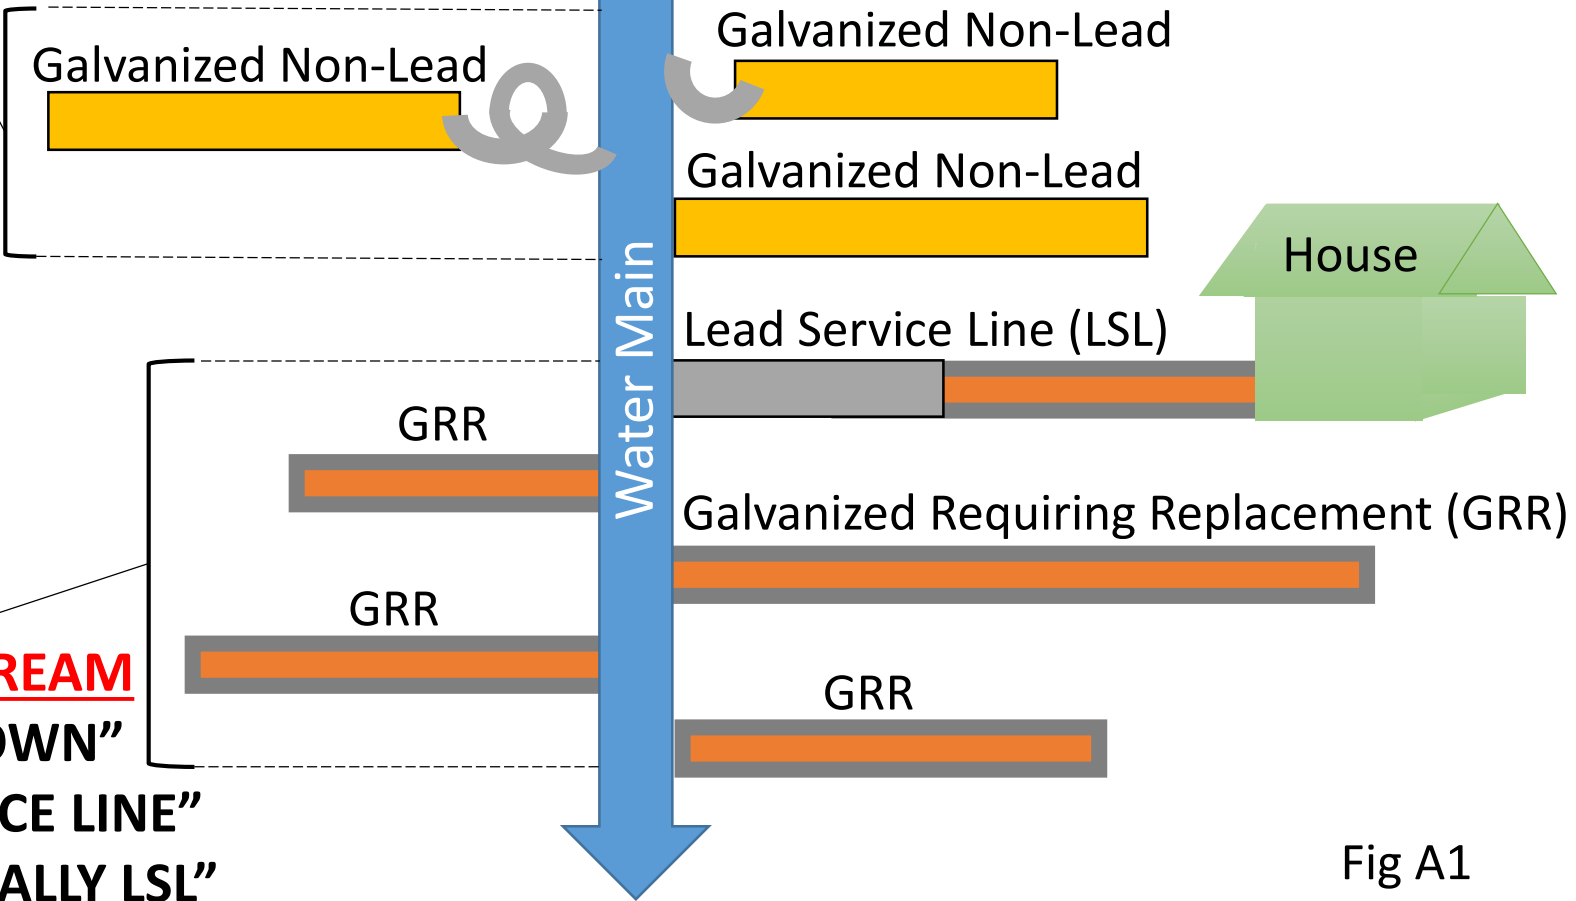 Galvanized Non-Lead
Galvanized Non-Lead
Galvanized Non-Lead
House
Water Main
Lead Service Line (LSL)
GRR
Galvanized Requiring Replacement (GRR)
GRR
GRR
REAM
OWN”
CE LINE”
ALLY LSL”
Fig A1